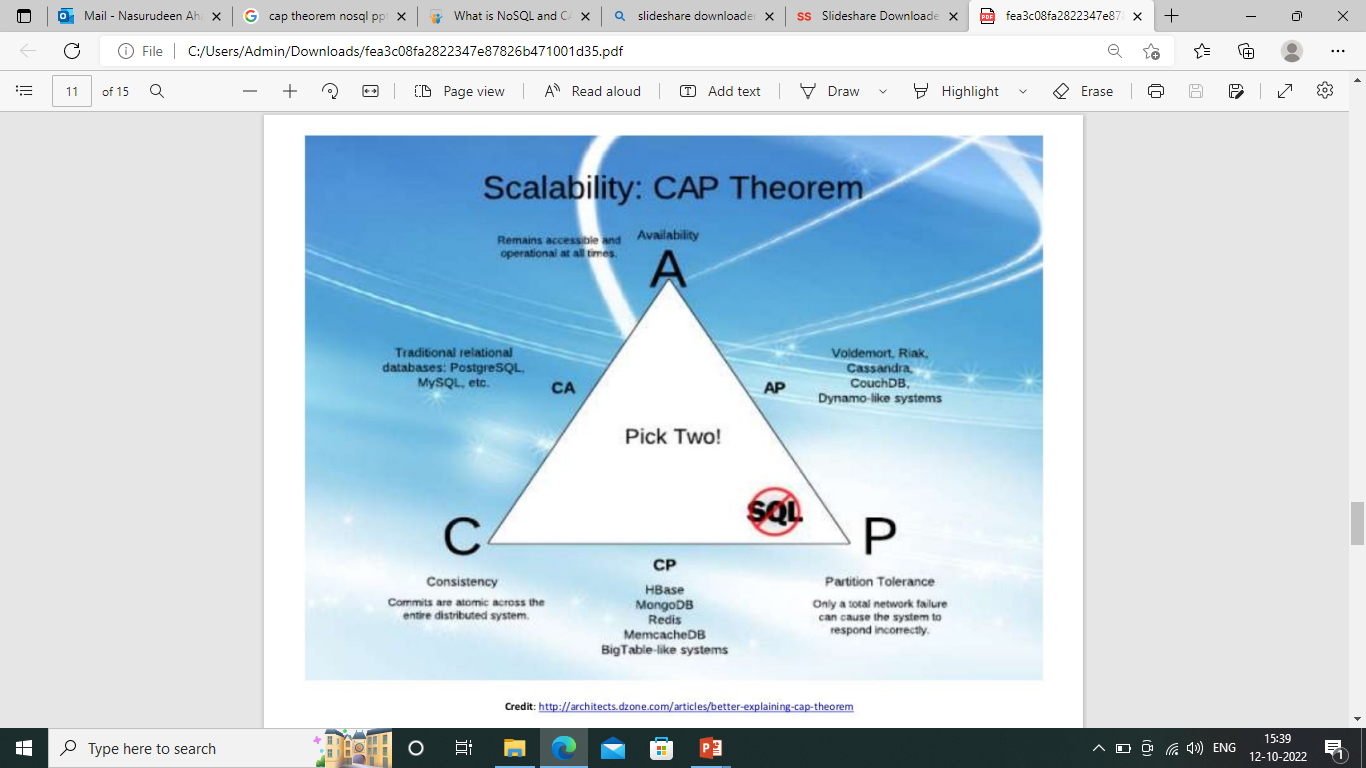 Mail - Nasurudeen Ah
cap theorem nosql ppt
What is NoSQL and CA
slideshare downloader
SS Slideshare Downloade
PDF fea3c08fa2822347e878
File C:/Users/Admin/Downloads/fea3c08fa2822347e87826b471001d35.pdf
11 of 15 Page view Read aloud Add text Draw Highlight Erase
Scalability: CAP Theorem
Availability
Remains accessible and
operational at all times.
A
Traditional relational
databases: PostgreSQL,
MySQL, etc.
CA
AP
Voldemort, Riak,
Cassandra,
CouchDB,
Dynamo-like systems
Pick Two!
SQL
C
P
Consistency
Commits are atomic across the
entire distributed system.
CP
HBase
MongoDB
Redis
MemcacheDB
BigTable-like systems
Partition Tolerance
Only a total network failure
can cause the system to
respond incorrectly.
Credit: http://architects.dzone.com/articles/better-explaining-cap-theorem
Type here to search
ENG
15:39
12-10-2022
1